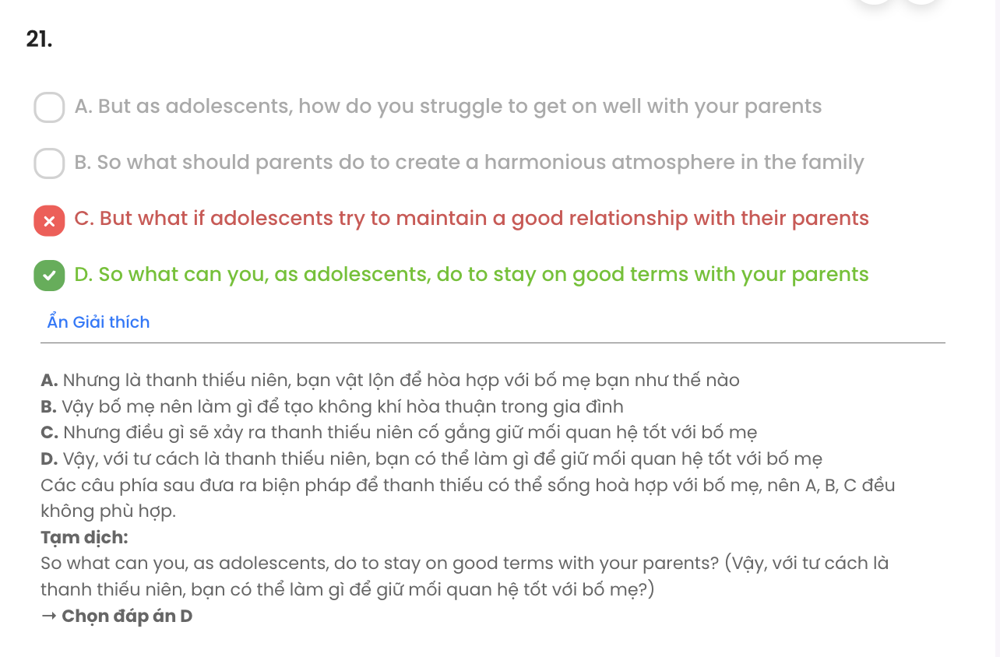 21.
A. But as adolescents, how do you struggle to get on well with your parents
B. So what should parents do to create a harmonious atmosphere in the family
C. But what if adolescents try to maintain a good relationship with their parents
D. So what can you, as adolescents, do to stay on good terms with your parents
Ẩn Giải thích
A. Nhưng là thanh thiếu niên, bạn vật lộn để hòa hợp với bố mẹ bạn như thế nào
B. Vậy bố mẹ nên làm gì để tạo không khí hòa thuận trong gia đình
C. Nhưng điều gì sẽ xảy ra thanh thiếu niên cố gắng giữ mối quan hệ tốt với bố mẹ
D. Vậy, với tư cách là thanh thiếu niên, bạn có thể làm gì để giữ mối quan hệ tốt với bố mẹ
Các câu phía sau đưa ra biện pháp để thanh thiếu có thể sống hoà hợp với bố mẹ, nên A, B, C đều
không phù hợp.
Tạm dịch:
So what can you, as adolescents, do to stay on good terms with your parents? (Vậy, với tư cách là
thanh thiếu niên, bạn có thể làm gì để giữ mối quan hệ tốt với bố mẹ?)
→ Chọn đáp án D